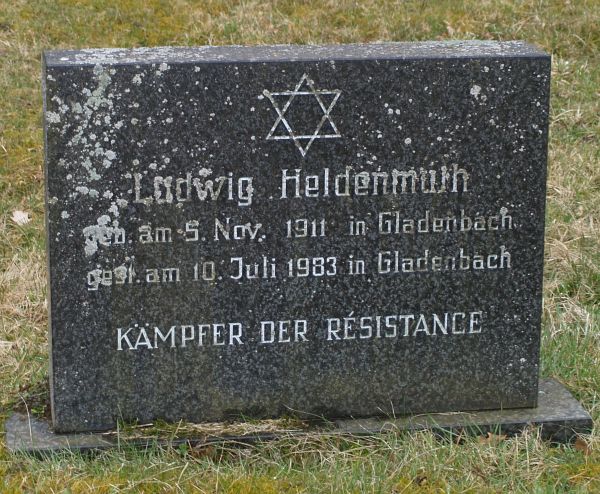 Ludwig Heldenmuth
geb. am 5. Nov. 1911 in Gladenbach
gest. am 10. Juli 1983 in Gladenbach
KÄMPFER DER RÉSISTANCE